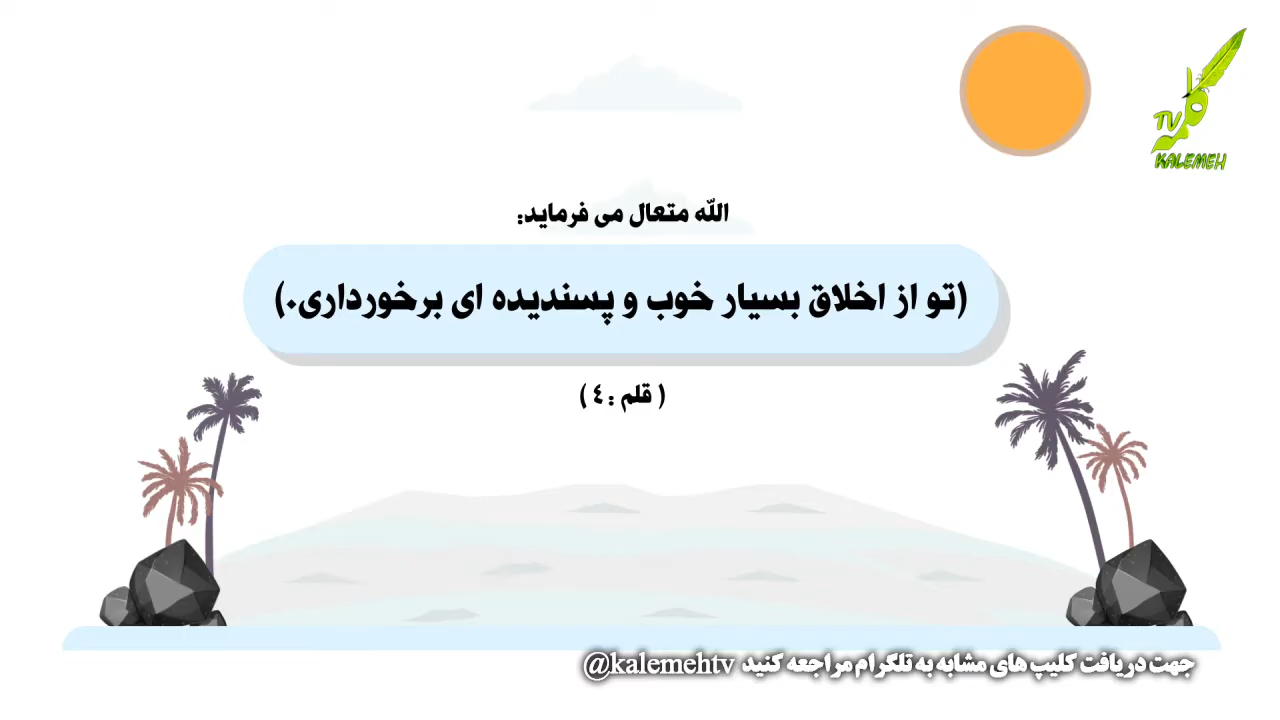 TV
KALEMEH
الله متعال می فرماید:
(تو از اخلاق بسیار خوب و پسندیده ای برخورداری.)
( قلم : ٤ )
جهت دریافت کلیپ های مشابه به تلگرام مراجعه کنید @kalemehtv